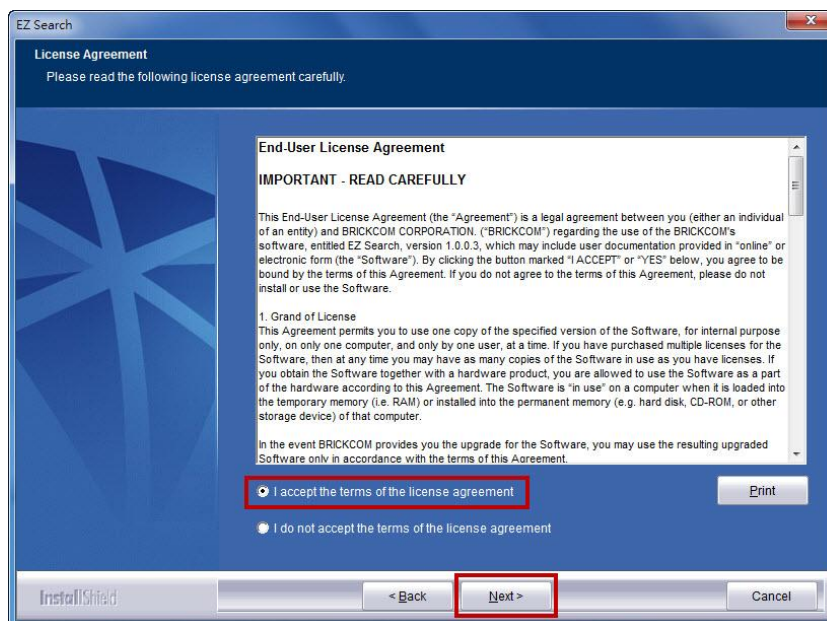 EZ Search
License Agreement
Please read the following license agreement carefully.
End-User License Agreement
IMPORTANT - READ CAREFULLY
This End-User License Agreement (the "Agreement") is a legal agreement between you (either an individual
of an entity) and BRICKCOM CORPORATION. ("BRICKCOM") regarding the use of the BRICKCOM's
software, entitled EZ Search, version 1.0.0.3, which may include user documentation provided in "online" or
electronic form (the "Software"). By clicking the button marked "I ACCEPT" or "YES" below, you agree to be
bound by the terms of this Agreement. If you do not agree to the terms of this Agreement, please do not
install or use the Software.
1. Grand of License
This Agreement permits you to use one copy of the specified version of the Software, for internal purpose
only, on only one computer, and only by one user, at a time. If you have purchased multiple licenses for the
Software, then at any time you may have as many copies of the Software in use as you have licenses. If
you obtain the Software together with a hardware product, you are allowed to use the Software as a part
of the hardware according to this Agreement. The Software is "in use" on a computer when it is loaded into
the temporary memory (i.e. RAM) or installed into the permanent memory (e.g. hard disk, CD-ROM, or other
storage device) of that computer.
In the event BRICKCOM provides you the upgrade for the Software, you may use the resulting upgraded
Software only in accordance with the terms of this Agreement.
I accept the terms of the license agreement
Print
I do not accept the terms of the license agreement
InstallShield
< Back
Next >
Cancel